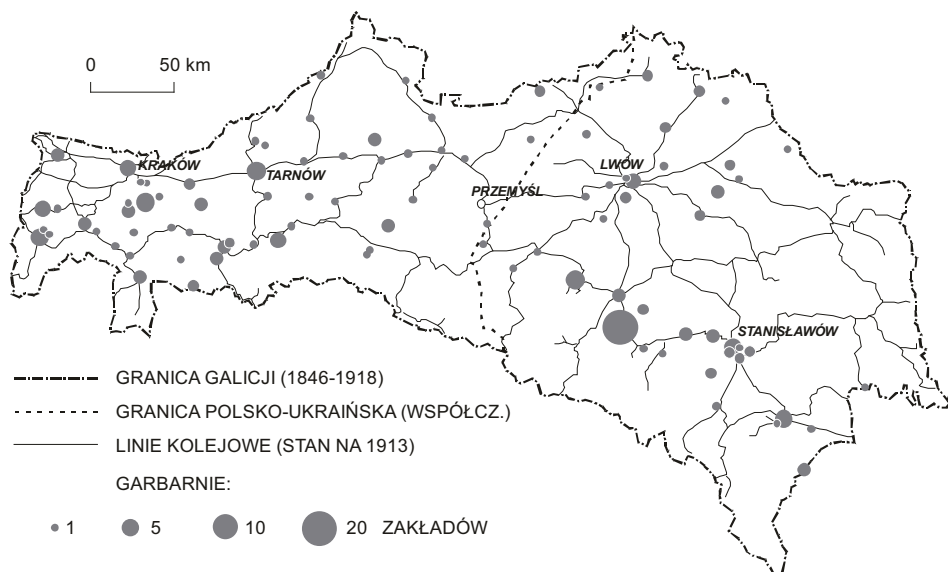 0 50 km
KRAKÓW
TARNÓW
PRZEMYŚL
LWÓW
STANISŁAWÓW
GRANICA GALICJI (1846-1918)
GRANICA POLSKO-UKRAIŃSKA (WSPÓŁCZ.)
LINIE KOLEJOWE (STAN NA 1913)
GARBARNIE:
1 5 10 20 ZAKŁADÓW